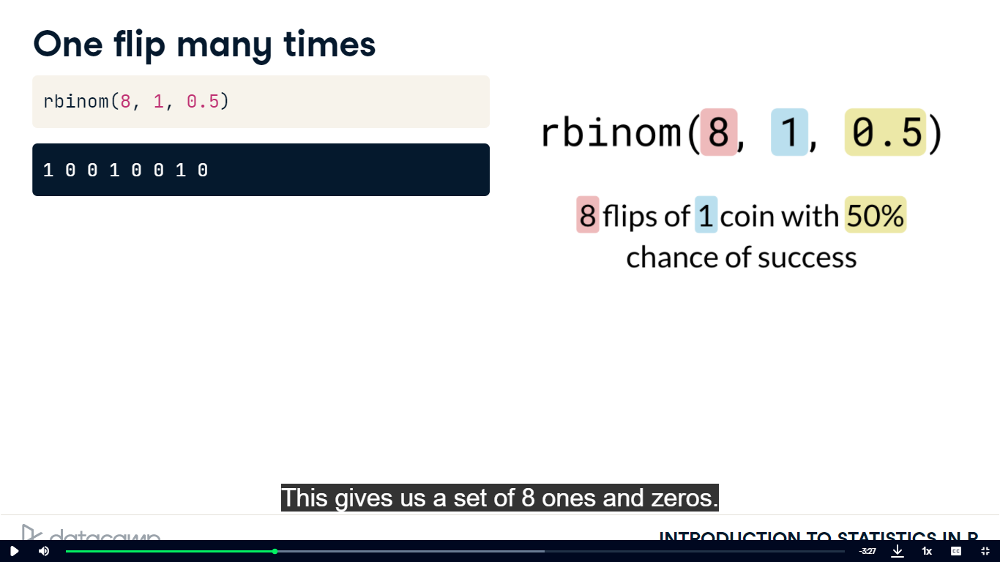 One flip many times
rbinom(8, 1, 0.5)
1 0 0 1 0 0 1 0
rbinom(8, 1, 0.5)
8 flips of 1 coin with 50%
chance of success
This gives us a set of 8 ones and zeros.
datacamp
INTRODUCTION TO STATISTICS IN R
-3:27
1x
CC